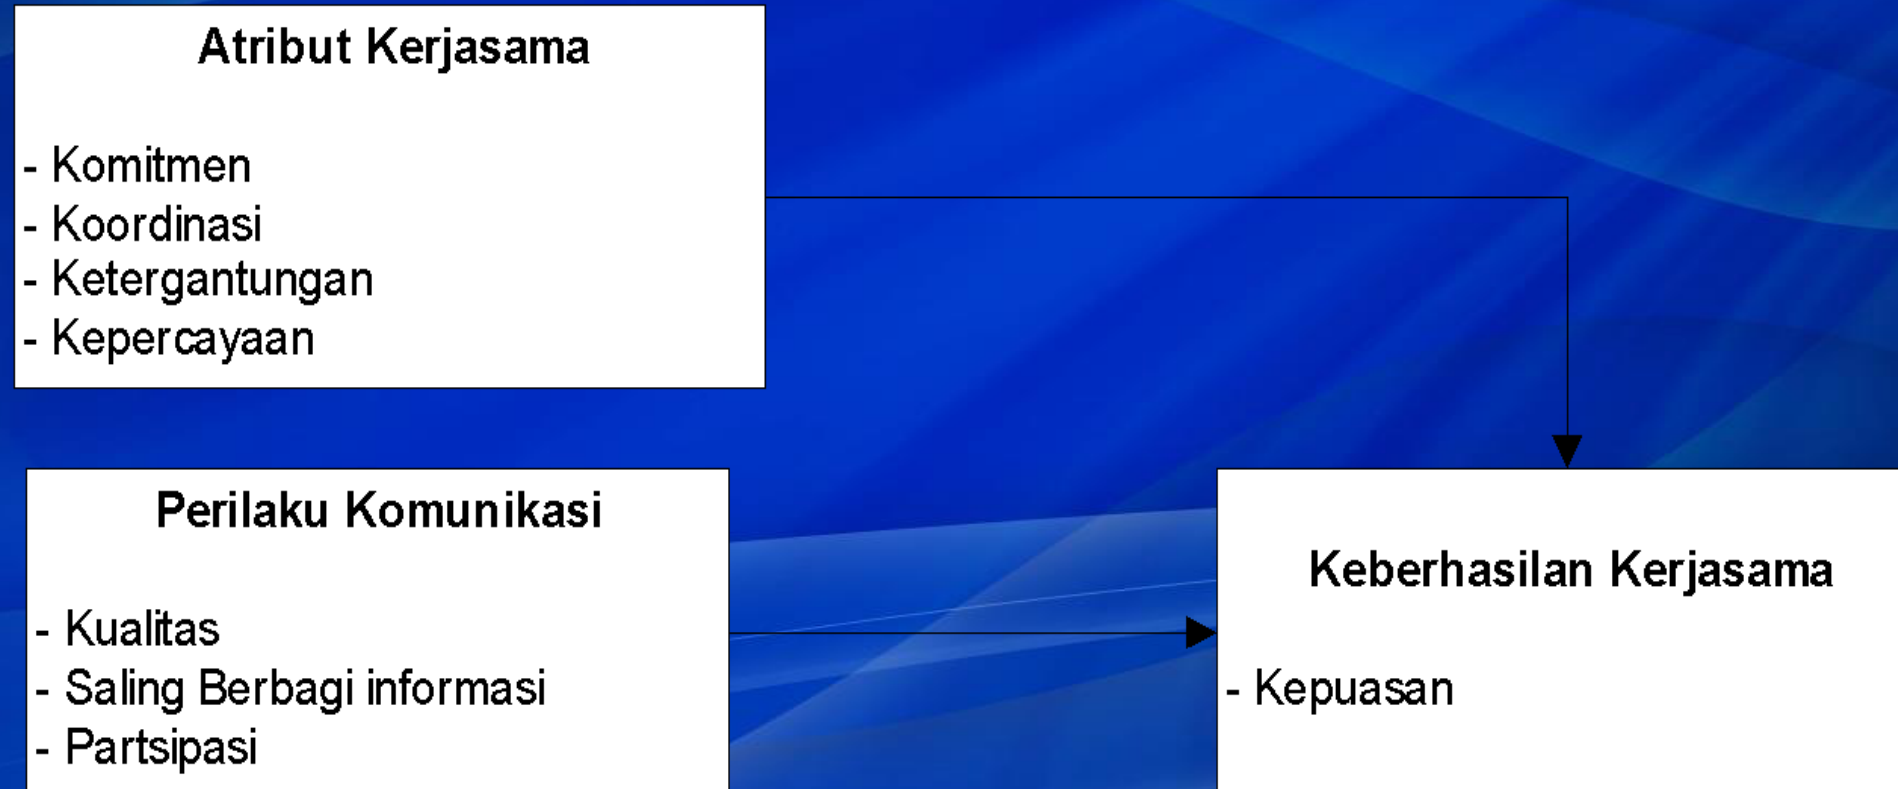 Atribut Kerjasama
- Komitmen
- Koordinasi
- Ketergantungan
- Kepercayaan
Perilaku Komunikasi
- Kualitas
- Saling Berbagi informasi
- Partsipasi
Keberhasilan Kerjasama
- Kepuasan